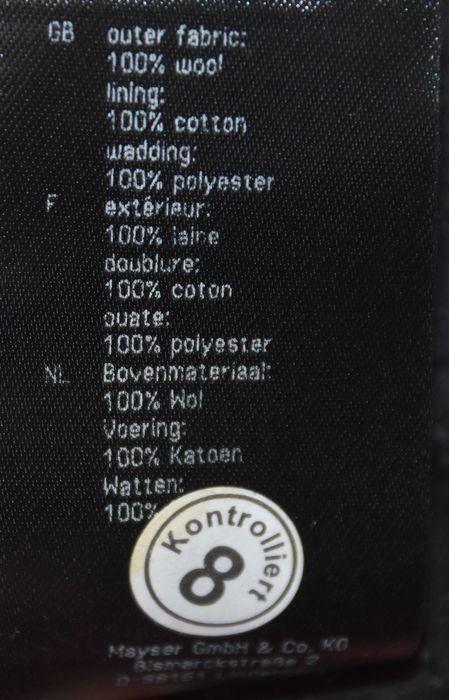 GB outer fabric:
100% wool
lining:
100% cotton
wadding:
100% polyester
F extérieur:
100% laine
doublure:
100% coton
ouate:
100% polyester
NL Bovenmateriaal:
100% Wol
Voering:
100% Katoen
Watten:
100%
Kontrolliert
8
Mayser GmbH & Co. KG
Bismarckstraße 2